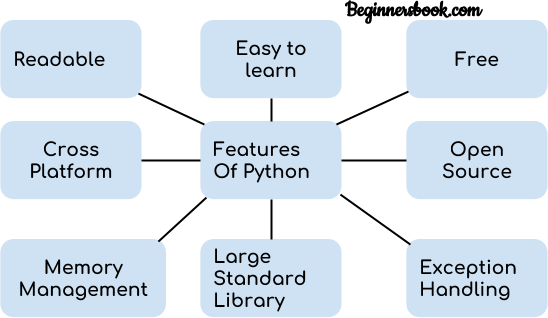 Beginnersbook.com
Readable
Easy to
learn
Free
Cross
Platform
Features
Of Python
Open
Source
Memory
Management
Large
Standard
Library
Exception
Handling